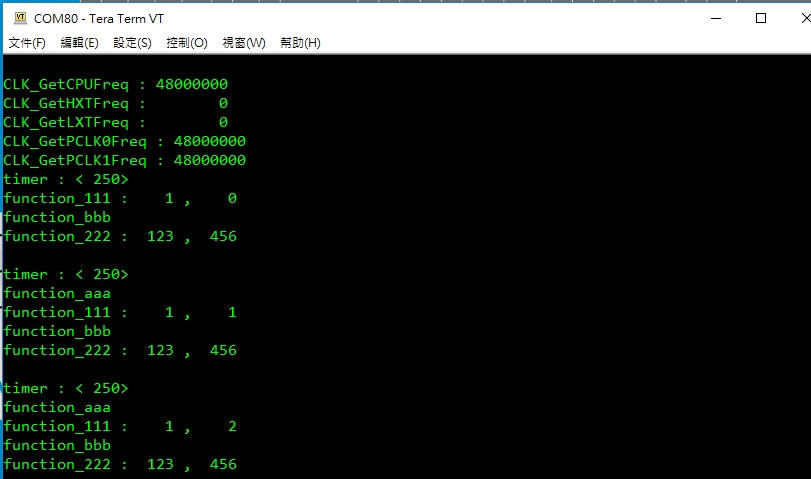 COM80 - Tera Term VT
文件(F) 編輯(E) 設定(S) 控制(O) 視窗(W) 幫助(H)
CLK_GetCPUFreq : 48000000
CLK_GetHXTFreq :        0
CLK_GetLXTFreq :        0
CLK_GetPCLK0Freq : 48000000
CLK_GetPCLK1Freq : 48000000
timer : < 250>
function_111 :    1 ,    0
function_bbb
function_222 :  123 ,  456
timer : < 250>
function_aaa
function_111 :    1 ,    1
function_bbb
function_222 :  123 ,  456
timer : < 250>
function_aaa
function_111 :    1 ,    2
function_bbb
function_222 :  123 ,  456